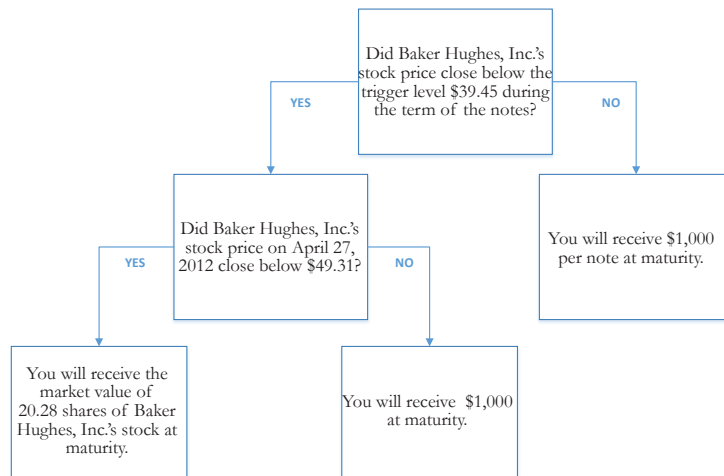 Did Baker Hughes, Inc.'s
stock price close below the
trigger level $39.45 during
the term of the notes?
YES
NO
Did Baker Hughes, Inc.'s
stock price on April 27,
2012 close below $49.31?
You will receive $1,000
per note at maturity.
YES
NO
You will receive the
market value of
20.28 shares of Baker
Hughes, Inc.'s stock at
maturity.
You will receive $1,000
at maturity.